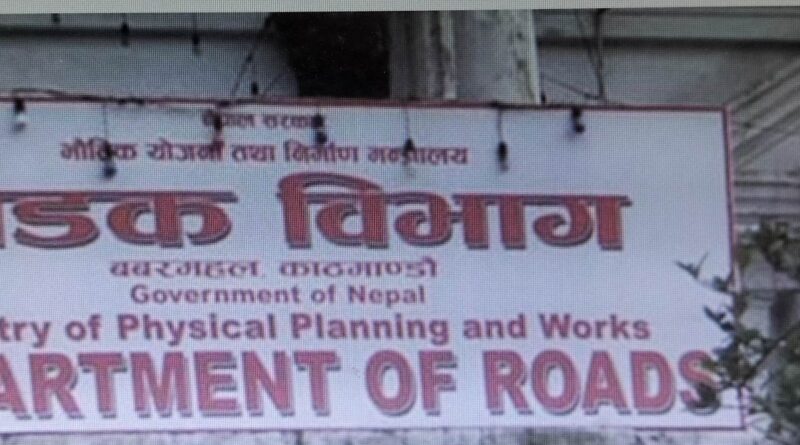 नेपाल सरकार
भौतिक योजना तथा निर्माण मन्त्रालय
डक विभाग
बबरमहल, काठमाण्डौ
Government of Nepal
try of Physical Planning and Works
ARTMENT OF ROADS